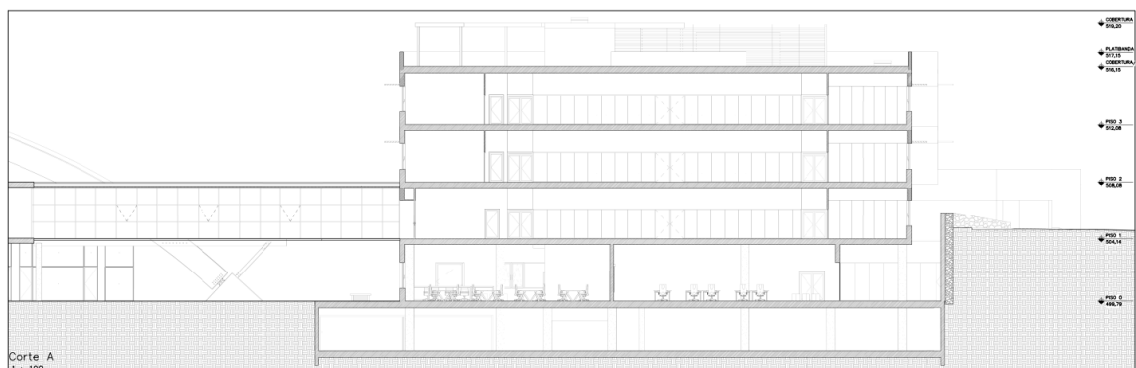 COBERTURA
519,20
PLATIBANDA
517,15
COBERTURA
516,15
PISO 3
512,08
PISO 2
508,08
PISO 1
504,14
PISO 0
499,79
Corte A